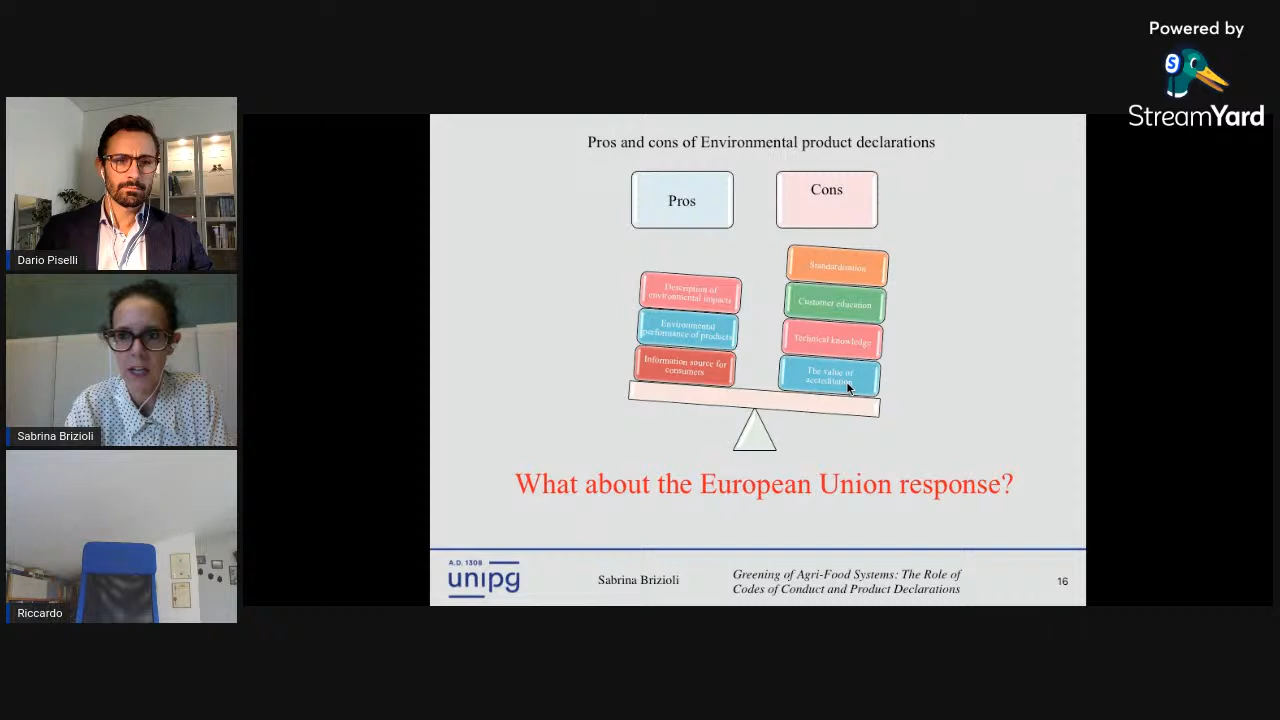 Powered by
S
StreamYard
Dario Piselli
Sabrina Brizioli
Riccardo
Pros and cons of Environmental product declarations
Pros
Cons
Description of
environmental impacts
Environmental
performance of products
Information source for
consumers
Standardisation
Customer education
Technical knowledge
The value of
accreditation
What about the European Union response?
A.D. 1308
unipg
Sabrina Brizioli
Greening of Agri-Food Systems: The Role of
Codes of Conduct and Product Declarations
16